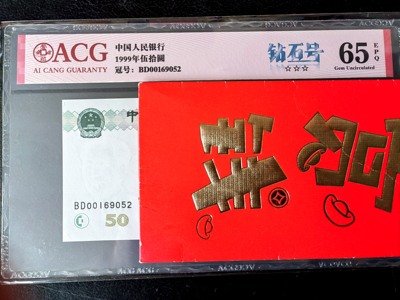 ACG
AI CANG GUARANTY
中国人民银行
1999年伍拾圆
冠号：BD00169052
钻石号
☆☆☆
65
EPQ
Gem Uncirculated
中
BD00169052
50